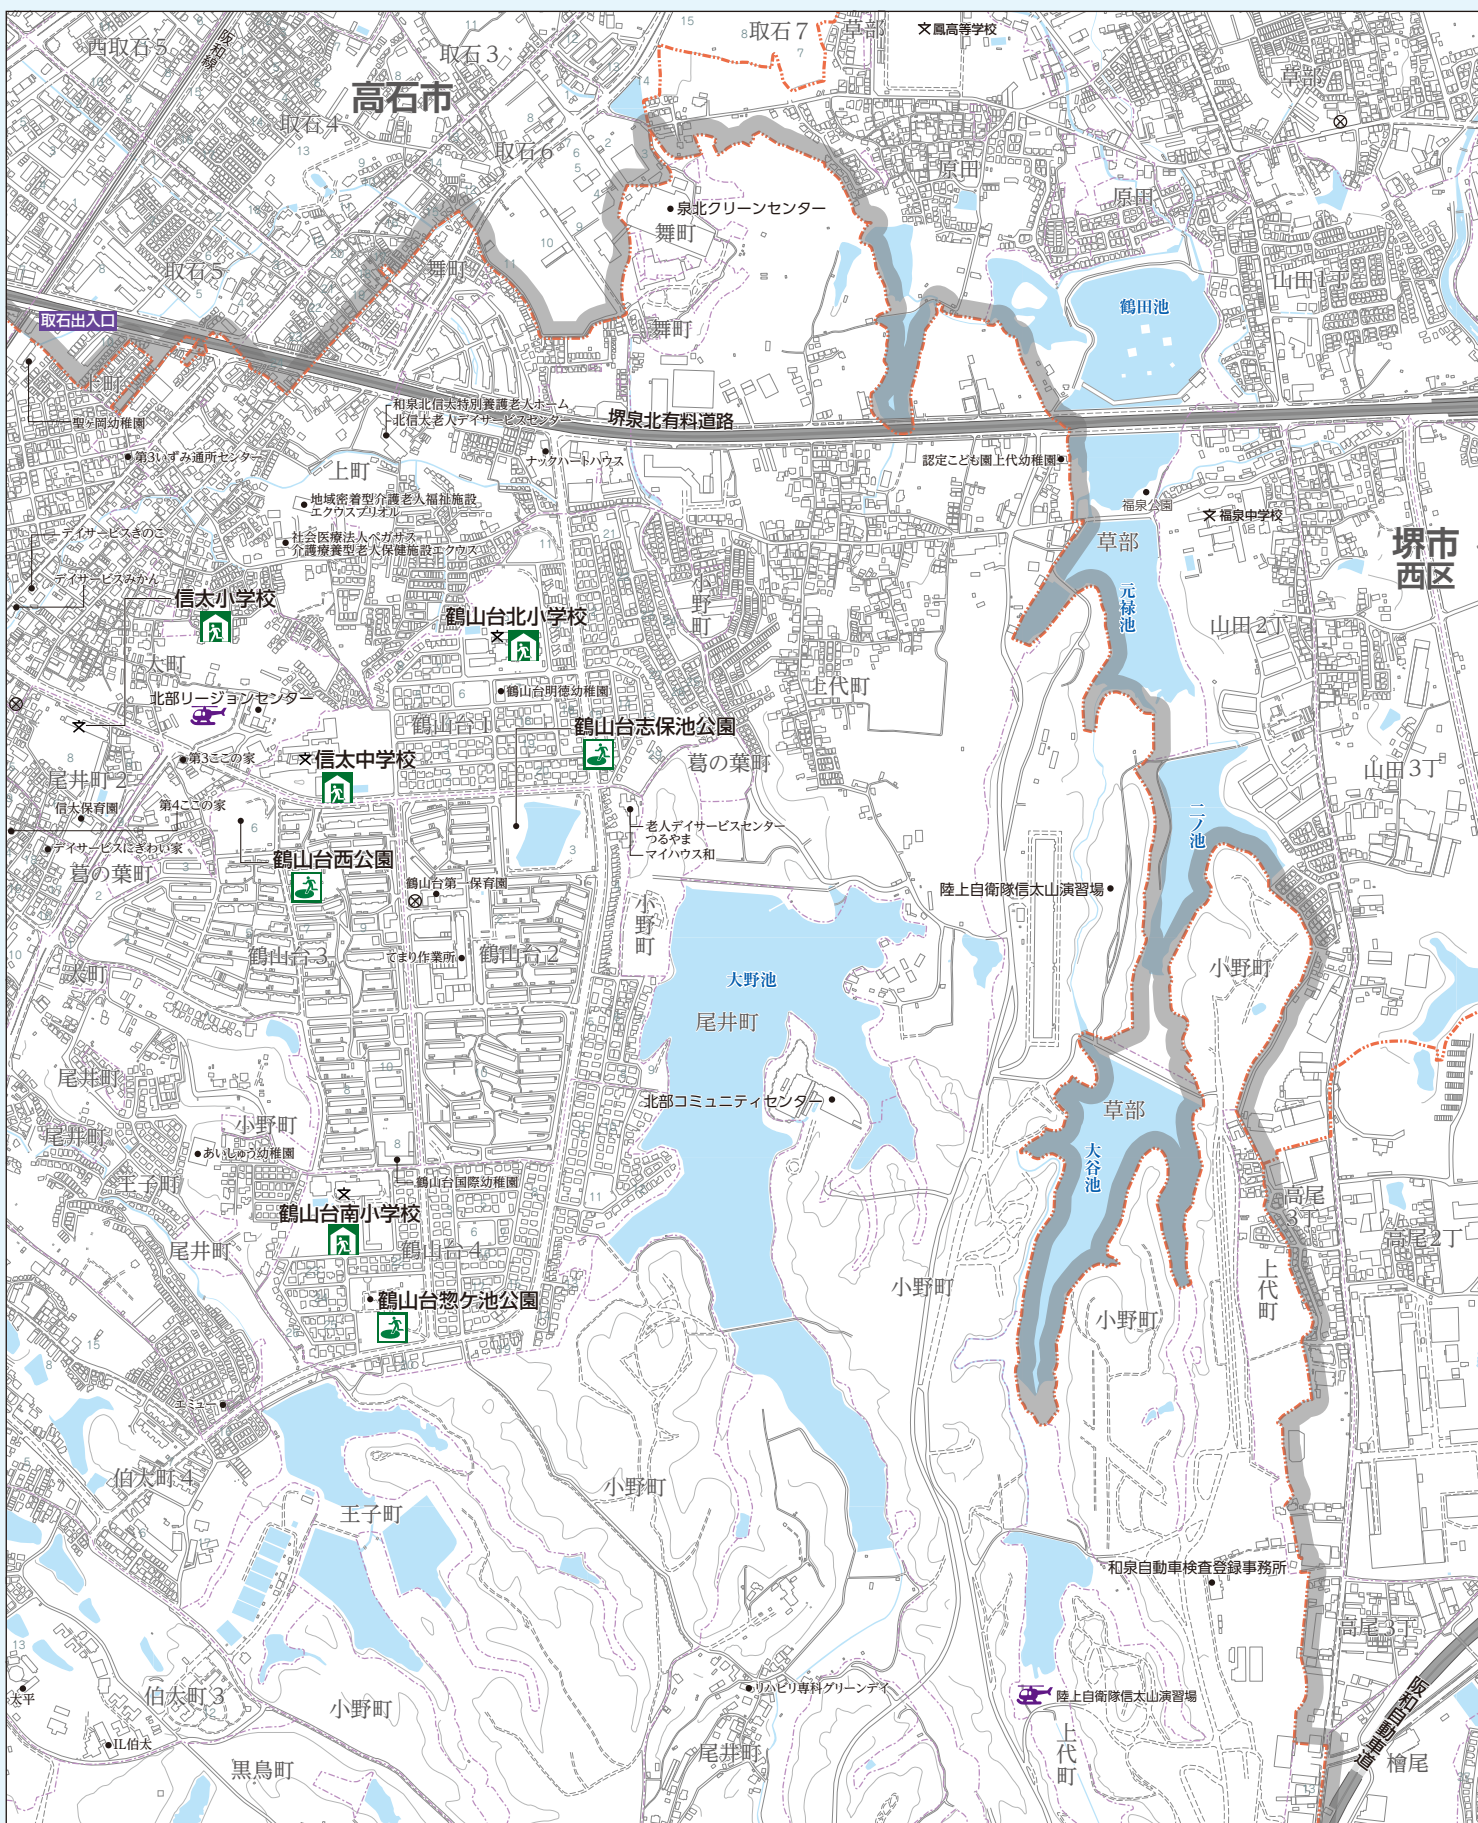 西取石5
阪和線
取石3
15
取石7
草部
鳳高等学校
高石市
草部
取石4
取石6
原田
原田
泉北クリーンセンター
舞町
取石5
舞町
山田1丁
鶴田池
取石出入口
舞町
上町
和泉北信太特別養護老人ホーム
北信太老人デイサービスセンター
堺泉北有料道路
聖ヶ岡幼稚園
第3いずみ通所センター
上町
ナックハートハウス
認定こども園上代幼稚園
地域密着型介護老人福祉施設
エクウスプリオル
福泉公園
福泉中学校
デイサービスきのこ
社会医療法人ペガサス
介護療養型老人保健施設エクウス
草部
堺市
西区
デイサービスみかん
信太小学校
鶴山台北小学校
小野町
元禄池
山田2丁
太町
北部リージョンセンター
鶴山台明徳幼稚園
上代町
鶴山台1
鶴山台志保池公園
第3ここの家
信太中学校
葛の葉町
尾井町2
山田3丁
信太保育園
第4ここの家
二ノ池
老人デイサービスセンター
つるやま
マイハウス和
デイサービスにぎわい家
鶴山台西公園
葛の葉町
鶴山台第一保育園
陸上自衛隊信太山演習場
小野町
鶴山台3
てまり作業所
鶴山台2
太町
大野池
小野町
尾井町
尾井町
北部コミュニティセンター
草部
小野町
尾井町
あいしゅう幼稚園
大谷池
王子町
鶴山台国際幼稚園
高尾
3丁
鶴山台南小学校
尾井町
鶴山台4
高尾2丁
上代町
小野町
鶴山台惣ケ池公園
小野町
エミュー
伯太町4
小野町
王子町
和泉自動車検査登録事務所
高尾3丁
太平
伯太町3
小野町
リハビリ専科グリーンデイ
陸上自衛隊信太山演習場
阪和自動車道
IL伯太
尾井町
上代町
黒鳥町
檜尾